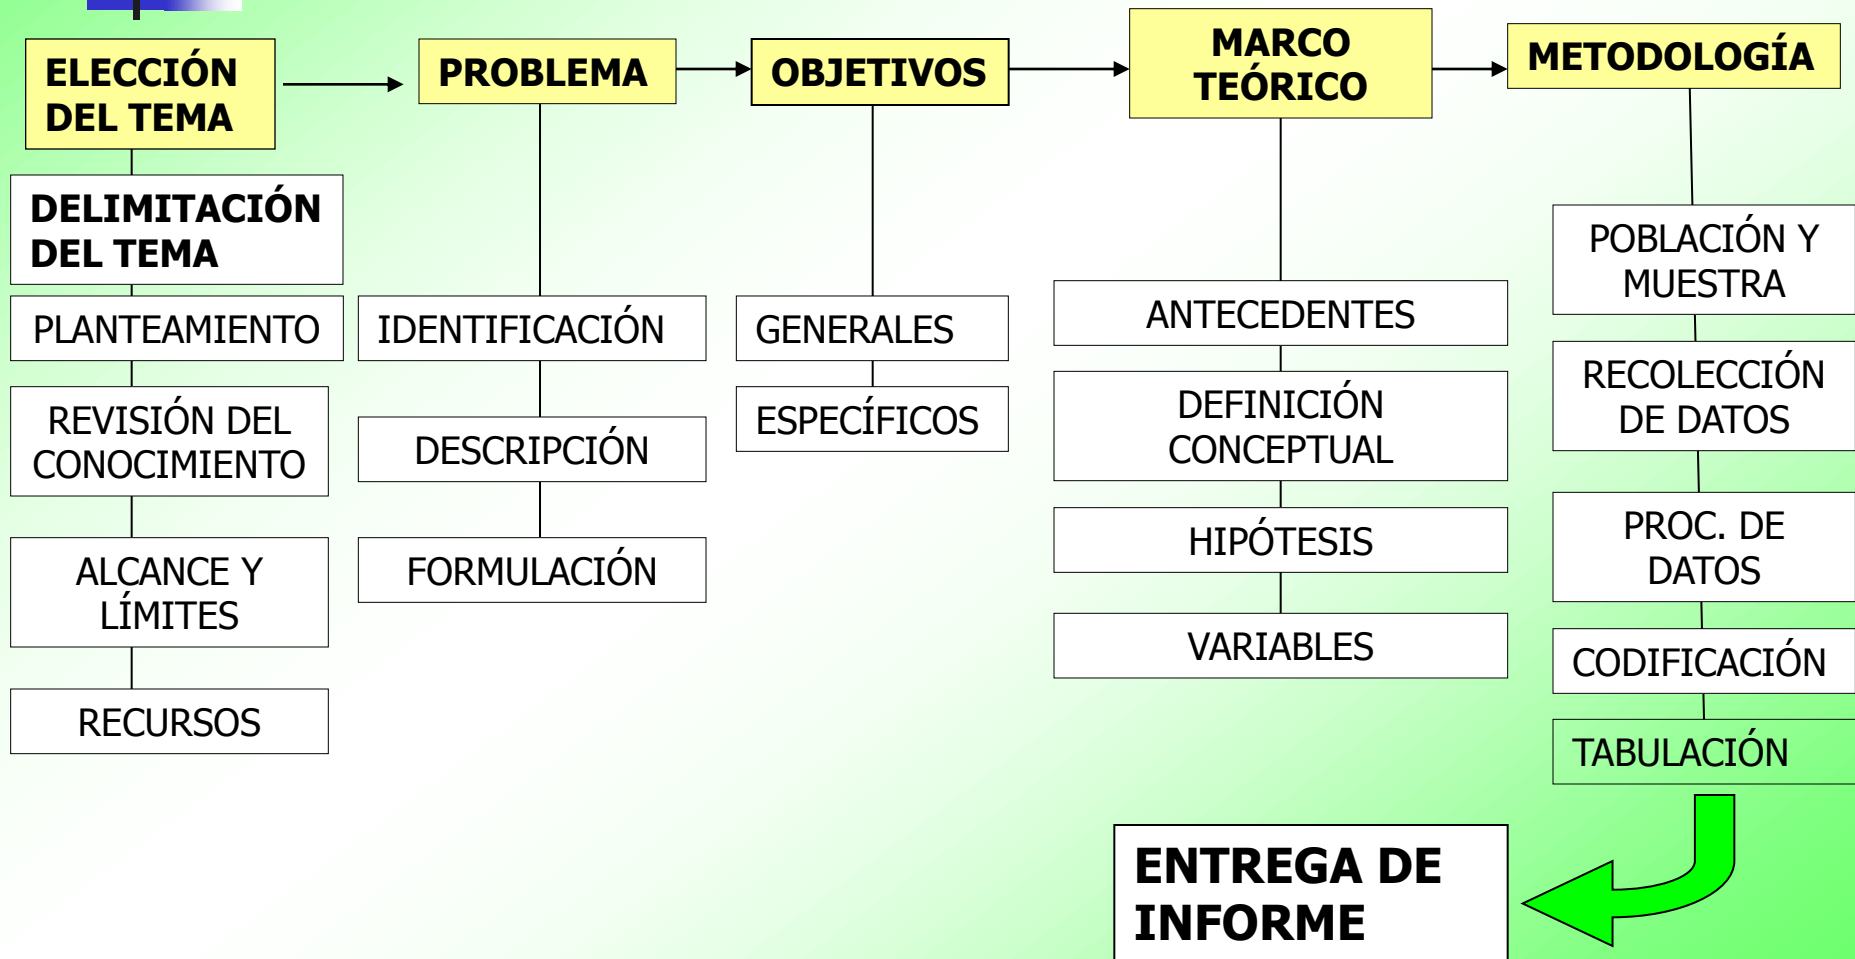 ELECCIÓN
DEL TEMA
DELIMITACIÓN
DEL TEMA
PLANTEAMIENTO
REVISIÓN DEL
CONOCIMIENTO
ALCANCE Y
LÍMITES
RECURSOS
PROBLEMA
IDENTIFICACIÓN
DESCRIPCIÓN
FORMULACIÓN
OBJETIVOS
GENERALES
ESPECÍFICOS
MARCO
TEÓRICO
ANTECEDENTES
DEFINICIÓN
CONCEPTUAL
HIPÓTESIS
VARIABLES
METODOLOGÍA
POBLACIÓN Y
MUESTRA
RECOLECCIÓN
DE DATOS
PROC. DE
DATOS
CODIFICACIÓN
TABULACIÓN
ENTREGA DE
INFORME